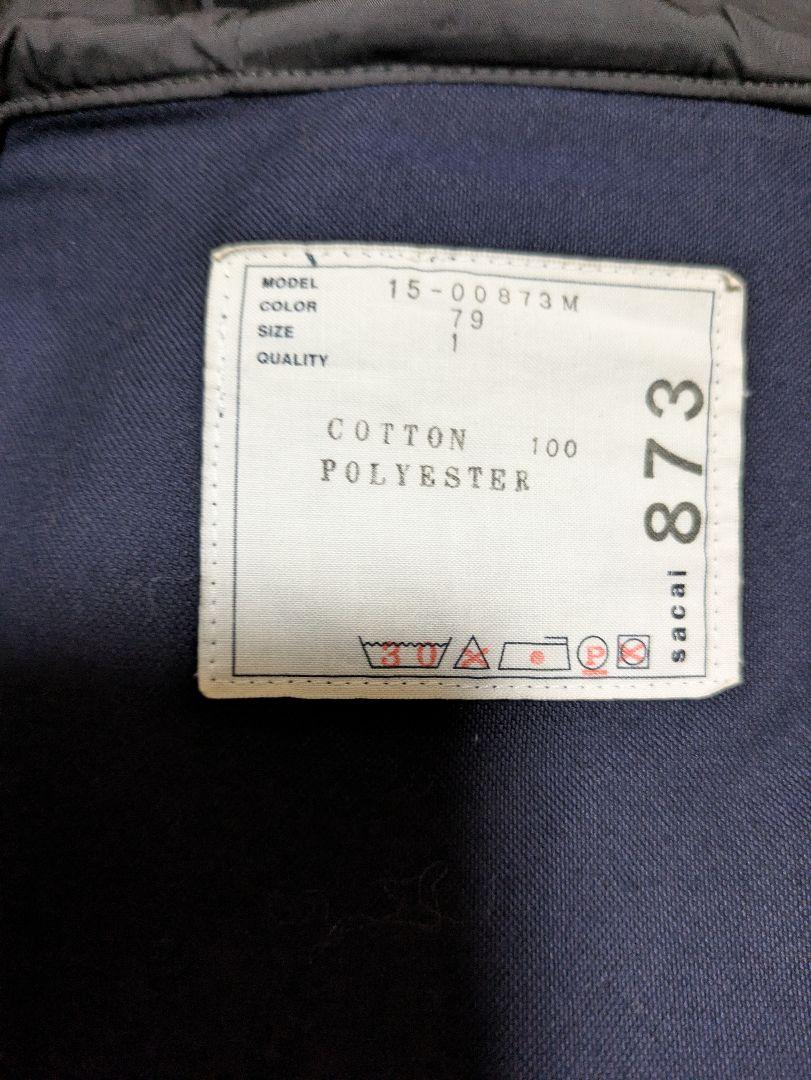 MODEL 15-00873M
COLOR 79
SIZE 1
QUALITY
COTTON 100
POLYESTER
30
P
sacai 873